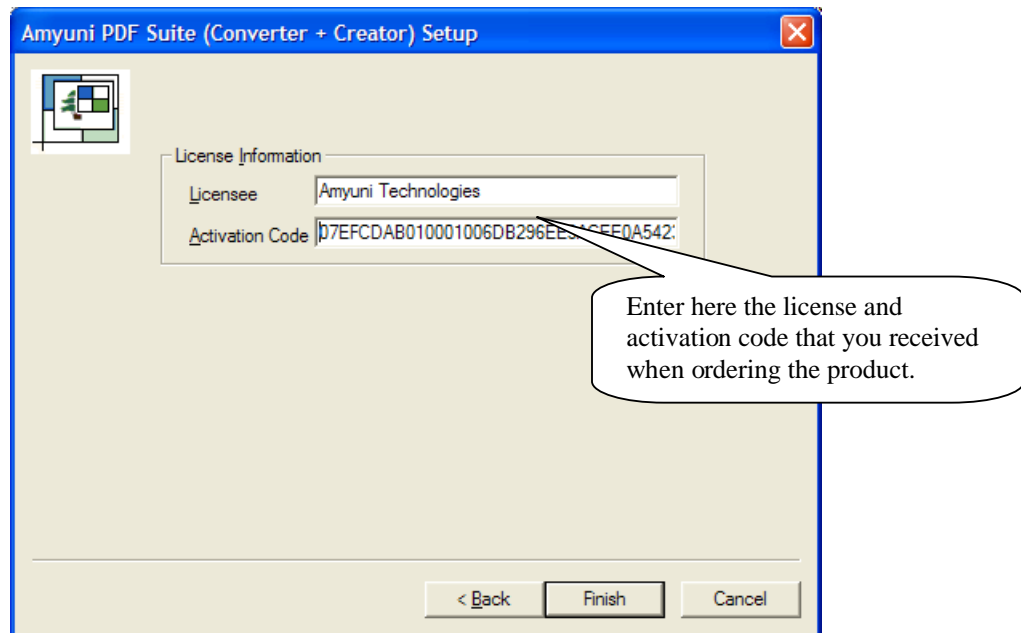 Amyuni PDF Suite (Converter + Creator) Setup
License Information
Licensee Amyuni Technologies
Activation Code
Enter here the license and
activation code that you received
when ordering the product.
< Back Finish Cancel